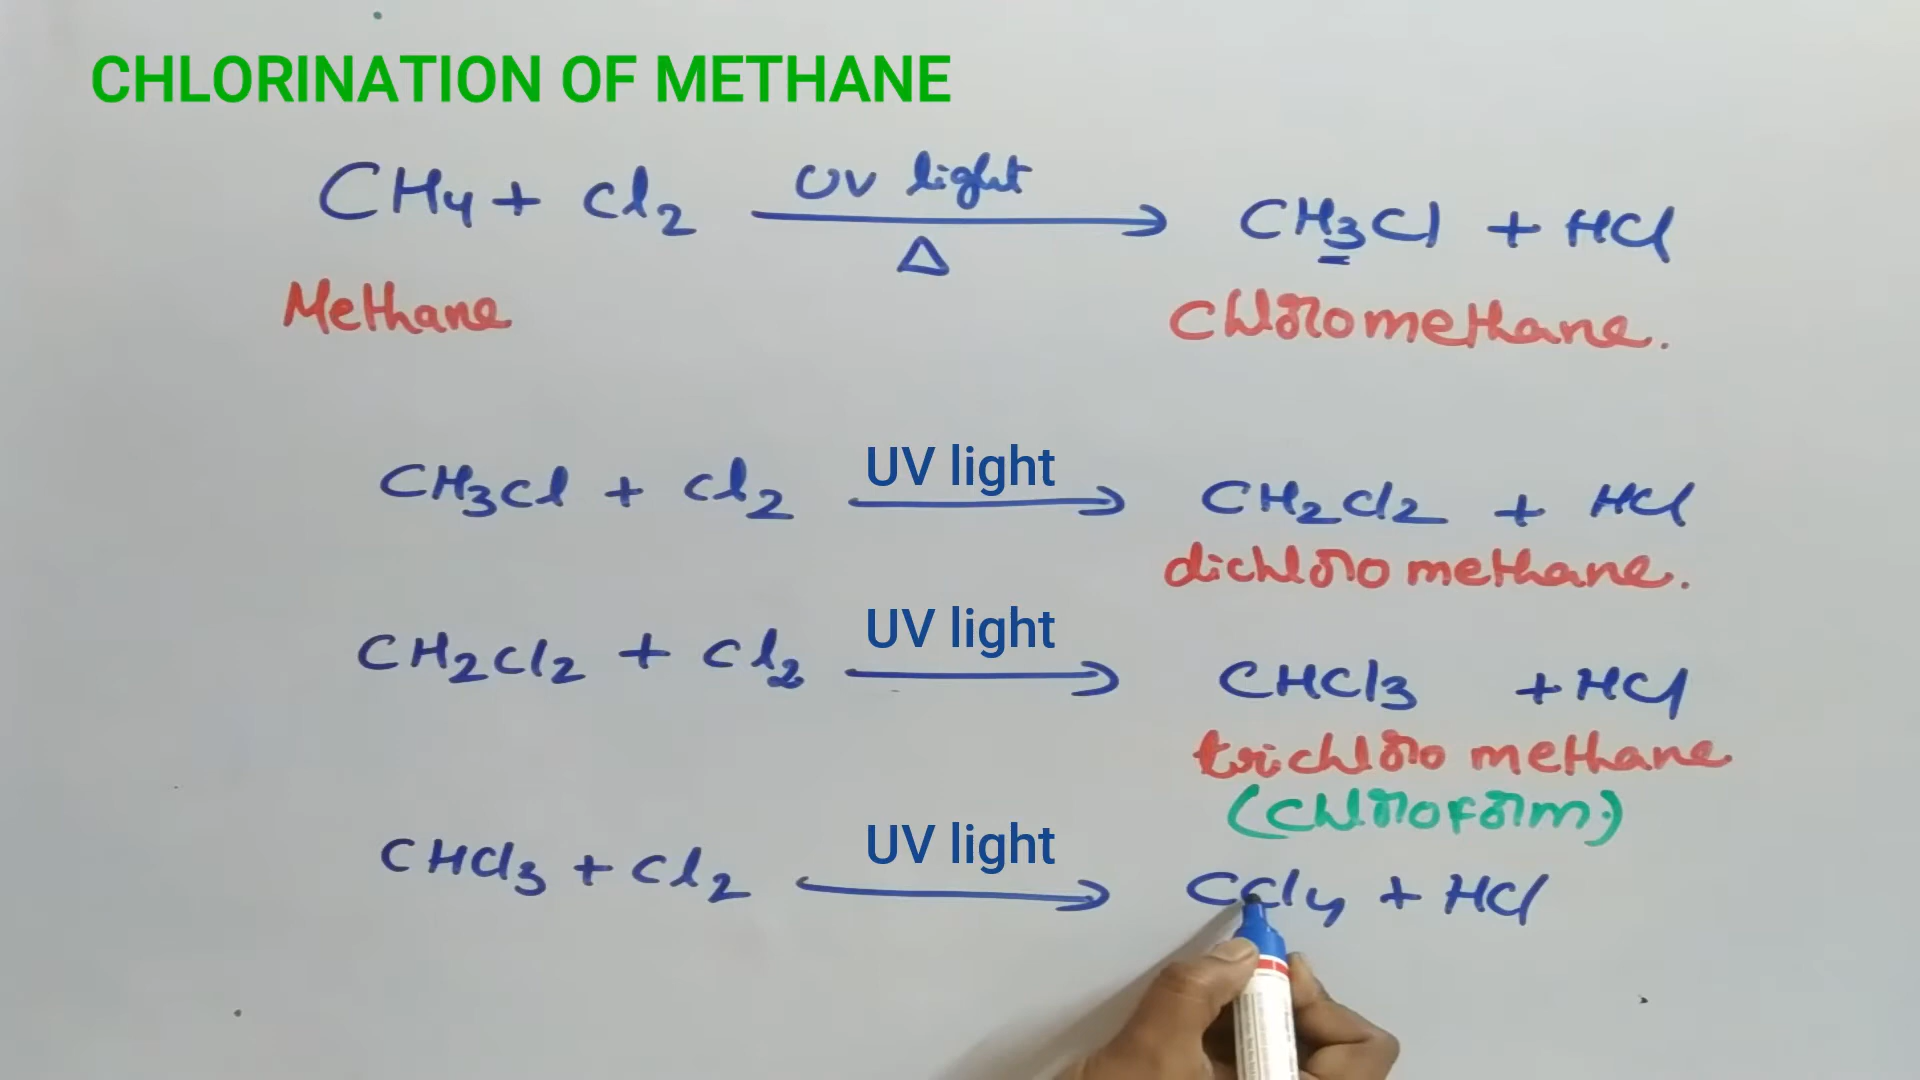 CHLORINATION OF METHANE
CH4 + Cl2 UV light → Δ CH3Cl + HCl
Methane Chloromethane.
CH3Cl + Cl2 UV light → CH2Cl2 + HCl
dichloro methane.
CH2Cl2 + Cl2 UV light → CHCl3 + HCl
trichloro methane
(chloroform)
CHCl3 + Cl2 UV light → CCl4 + HCl